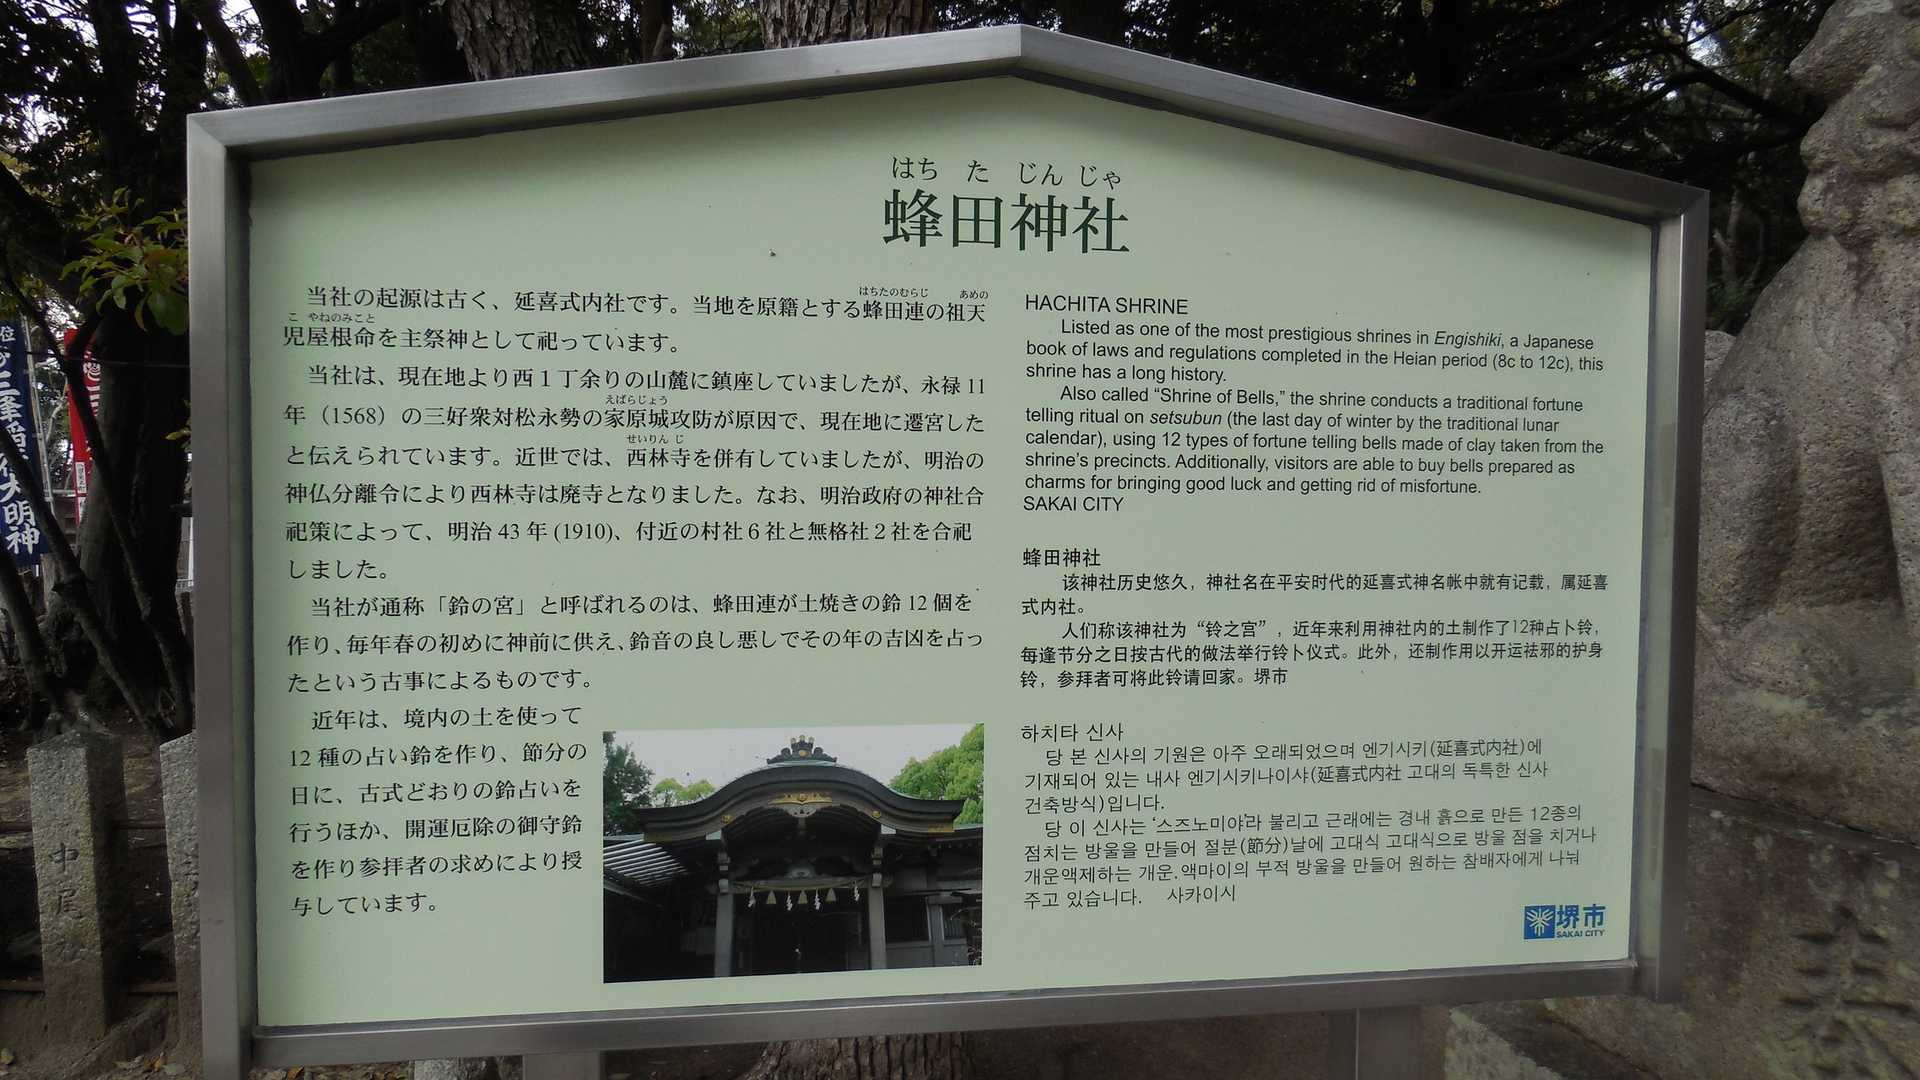 はち た じん じゃ
蜂田神社
当社の起源は古く、延喜式内社です。当地を原籍とする蜂田連の祖天
はちたのむらじ あめの
児屋根命を主祭神として祀っています。
こ やねのみこと
当社は、現在地より西1丁余りの山麓に鎮座していましたが、永禄11
年（1568）の三好衆対松永勢の家原城攻防が原因で、現在地に遷宮した
えばらじょう
と伝えられています。近世では、西林寺を併有していましたが、明治の
せいりん じ
神仏分離令により西林寺は廃寺となりました。なお、明治政府の神社合
祀策によって、明治43年(1910)、付近の村社6社と無格社2社を合祀
しました。
当社が通称「鈴の宮」と呼ばれるのは、蜂田連が土焼きの鈴12個を
作り、毎年春の初めに神前に供え、鈴音の良し悪しでその年の吉凶を占っ
たという古事によるものです。
近年は、境内の土を使って
12種の占い鈴を作り、節分の
日に、古式どおりの鈴占いを
行うほか、開運厄除の御守鈴
を作り参拝者の求めにより授
与しています。
HACHITA SHRINE
Listed as one of the most prestigious shrines in Engishiki, a Japanese
book of laws and regulations completed in the Heian period (8c to 12c), this
shrine has a long history.
Also called “Shrine of Bells,” the shrine conducts a traditional fortune
telling ritual on setsubun (the last day of winter by the traditional lunar
calendar), using 12 types of fortune telling bells made of clay taken from the
shrine’s precincts. Additionally, visitors are able to buy bells prepared as
charms for bringing good luck and getting rid of misfortune.
SAKAI CITY
蜂田神社
该神社历史悠久，神社名在平安时代的延喜式神名帐中就有记载，属延喜
式内社。
人们称该神社为“铃之宫”，近年来利用神社内的土制作了12种占卜铃，
每逢节分之日按古代的做法举行铃卜仪式。此外，还制作用以开运祛邪的护身
铃，参拜者可将此铃请回家。堺市
하치타 신사
당 본 신사의 기원은 아주 오래되었으며 엔기시키(延喜式内社)에
기재되어 있는 내사 엔기시키나이샤(延喜式内社 고대의 독특한 신사
건축방식)입니다.
당 이 신사는 ‘스즈노미야’라 불리고 근래에는 경내 흙으로 만든 12종의
점치는 방울을 만들어 절분(節分)날에 고대식 고대식으로 방울 점을 치거나
개운액제하는 개운.액마이의 부적 방울을 만들어 원하는 참배자에게 나눠
주고 있습니다. 사카이시
堺市
SAKAI CITY
大明神
中尾